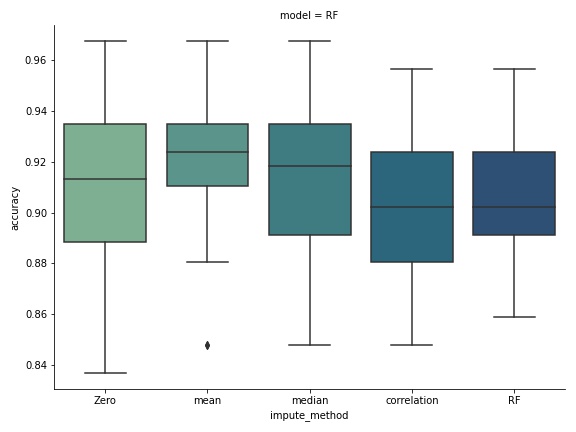 model = RF
accuracy
0.96
0.94
0.92
0.90
0.88
0.86
0.84
Zero mean median correlation RF
impute_method